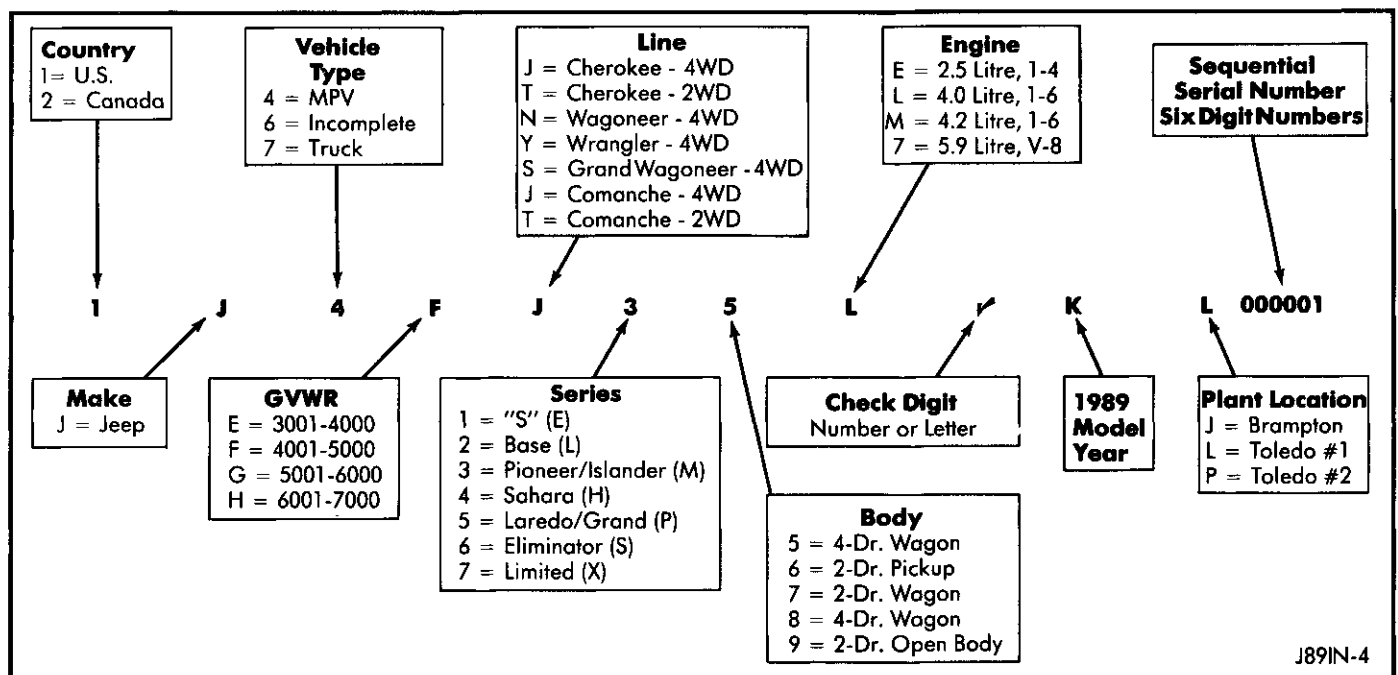 Country
1= U.S.
2 = Canada
Vehicle
Type
4 = MPV
6 = Incomplete
7 = Truck
Line
J = Cherokee - 4WD
T = Cherokee - 2WD
N = Wagoneer - 4WD
Y = Wrangler - 4WD
S = Grand Wagoneer - 4WD
J = Comanche - 4WD
T = Comanche - 2WD
Engine
E = 2.5 Litre, 1-4
L = 4.0 Litre, 1-6
M = 4.2 Litre, 1-6
7 = 5.9 Litre, V-8
Sequential
Serial Number
Six Digit Numbers
1 J 4 F J 3 5 L ✓ K L 000001
Make
J = Jeep
GVWR
E = 3001-4000
F = 4001-5000
G = 5001-6000
H = 6001-7000
Series
1 = "S" (E)
2 = Base (L)
3 = Pioneer/Islander (M)
4 = Sahara (H)
5 = Laredo/Grand (P)
6 = Eliminator (S)
7 = Limited (X)
Check Digit
Number or Letter
1989
Model
Year
Plant Location
J = Brampton
L = Toledo #1
P = Toledo #2
Body
5 = 4-Dr. Wagon
6 = 2-Dr. Pickup
7 = 2-Dr. Wagon
8 = 4-Dr. Wagon
9 = 2-Dr. Open Body
J89IN-4